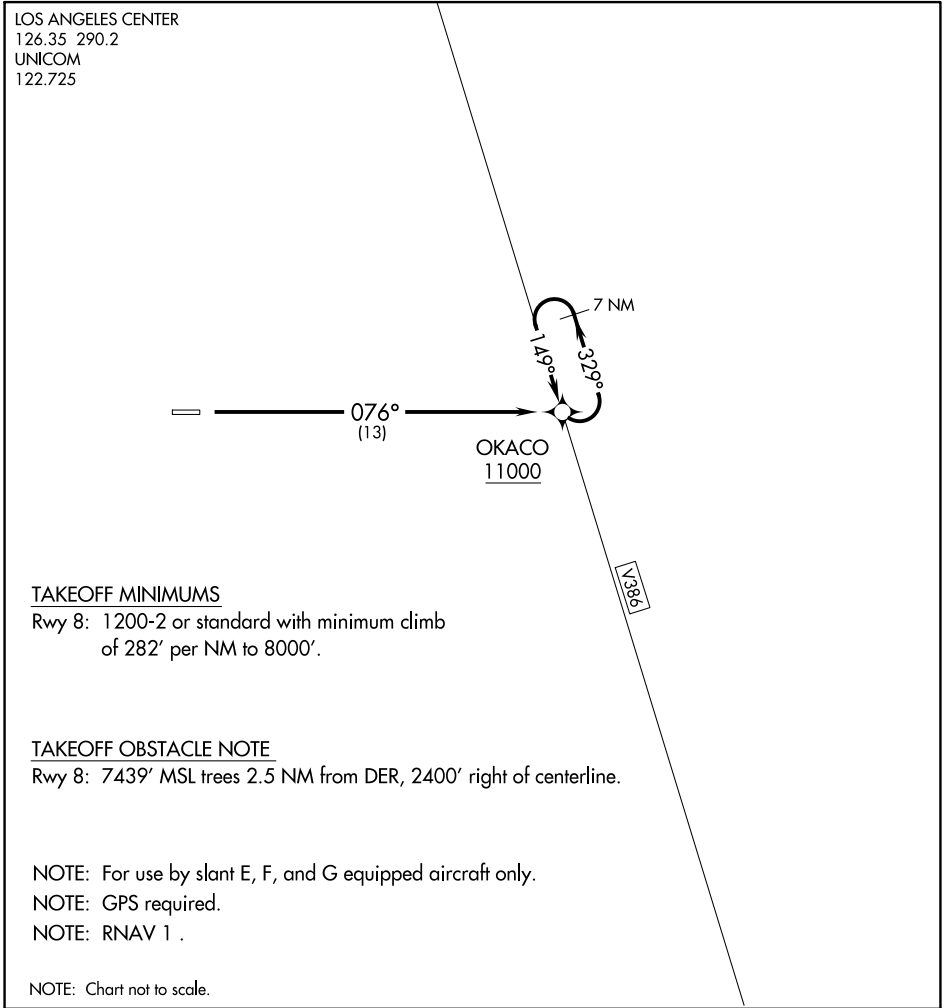 LOS ANGELES CENTER
126.35 290.2
UNICOM
122.725
7 NM
149°
329°
076°
(13)
OKACO
11000
V386
TAKEOFF MINIMUMS
Rwy 8: 1200-2 or standard with minimum climb
of 282' per NM to 8000'.
TAKEOFF OBSTACLE NOTE
Rwy 8: 7439' MSL trees 2.5 NM from DER, 2400' right of centerline.
NOTE: For use by slant E, F, and G equipped aircraft only.
NOTE: GPS required.
NOTE: RNAV 1 .
NOTE: Chart not to scale.